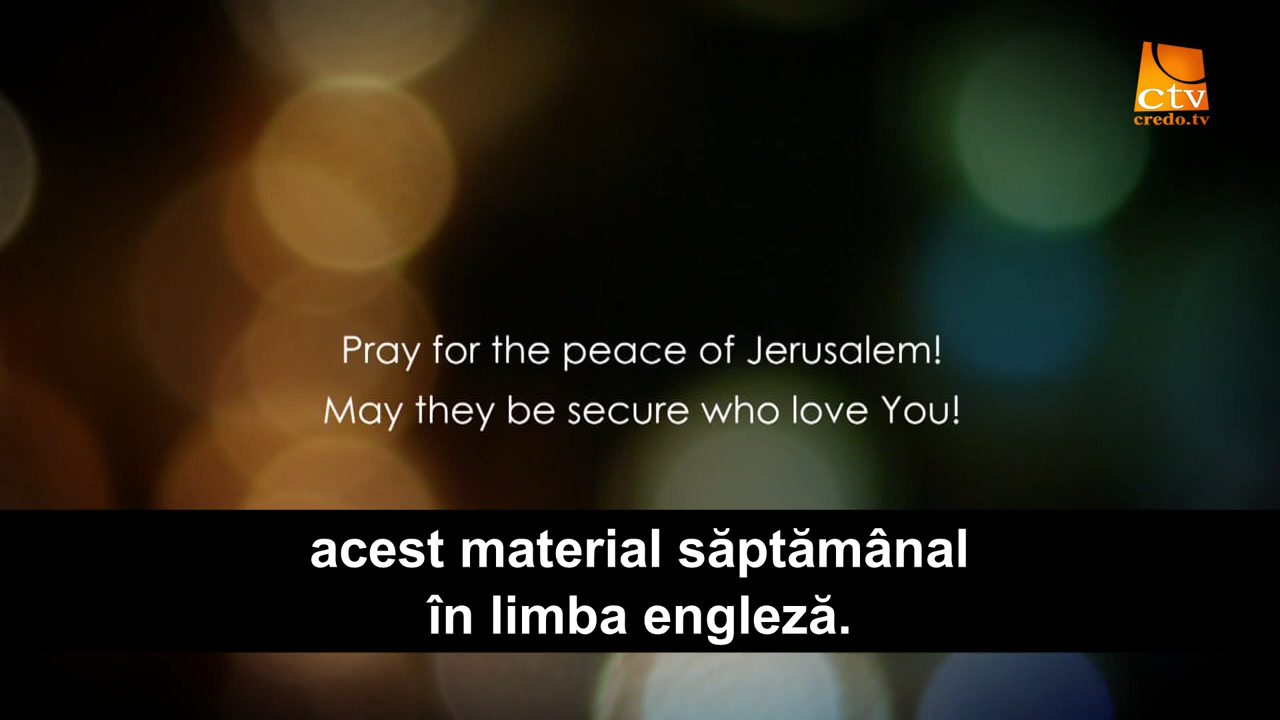 ctv
credo.tv
Pray for the peace of Jerusalem!
May they be secure who love You!
acest material săptămânal
în limba engleză.